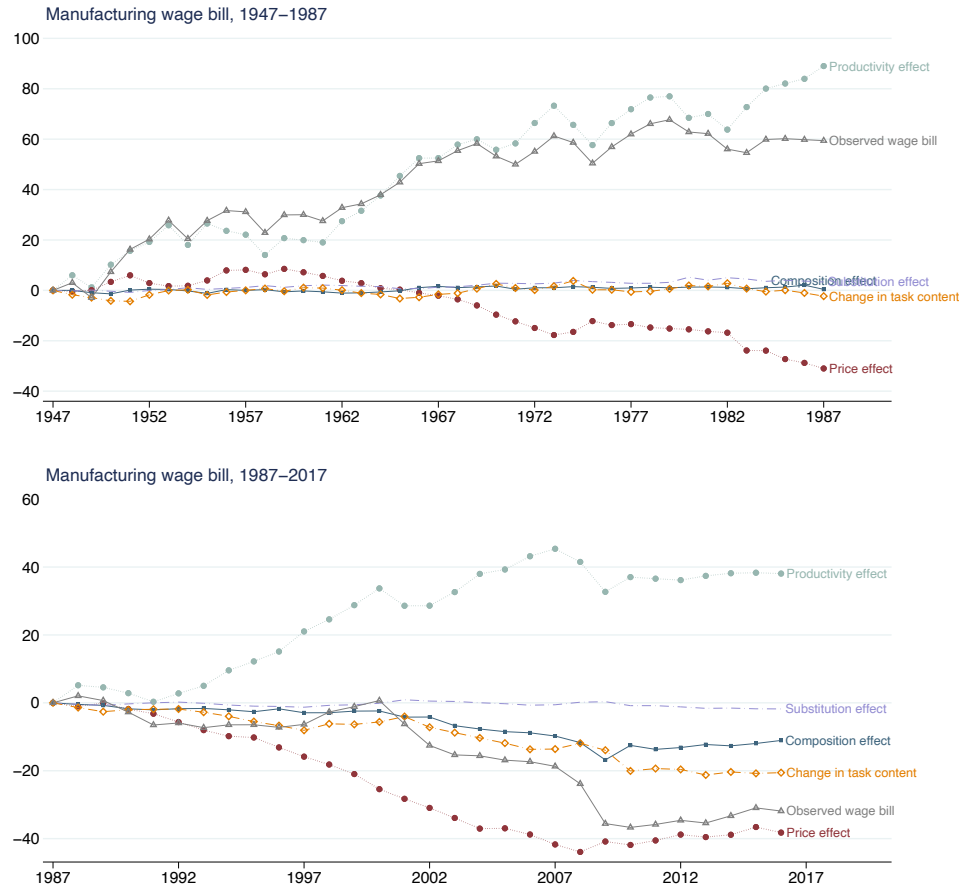 Manufacturing wage bill, 1947–1987
100
80
60
40
20
0
−20
−40
Productivity effect
Observed wage bill
Composition effect
Substitution effect
Change in task content
Price effect
1947 1952 1957 1962 1967 1972 1977 1982 1987
Manufacturing wage bill, 1987–2017
60
40
20
0
−20
−40
Productivity effect
Substitution effect
Composition effect
Change in task content
Observed wage bill
Price effect
1987 1992 1997 2002 2007 2012 2017